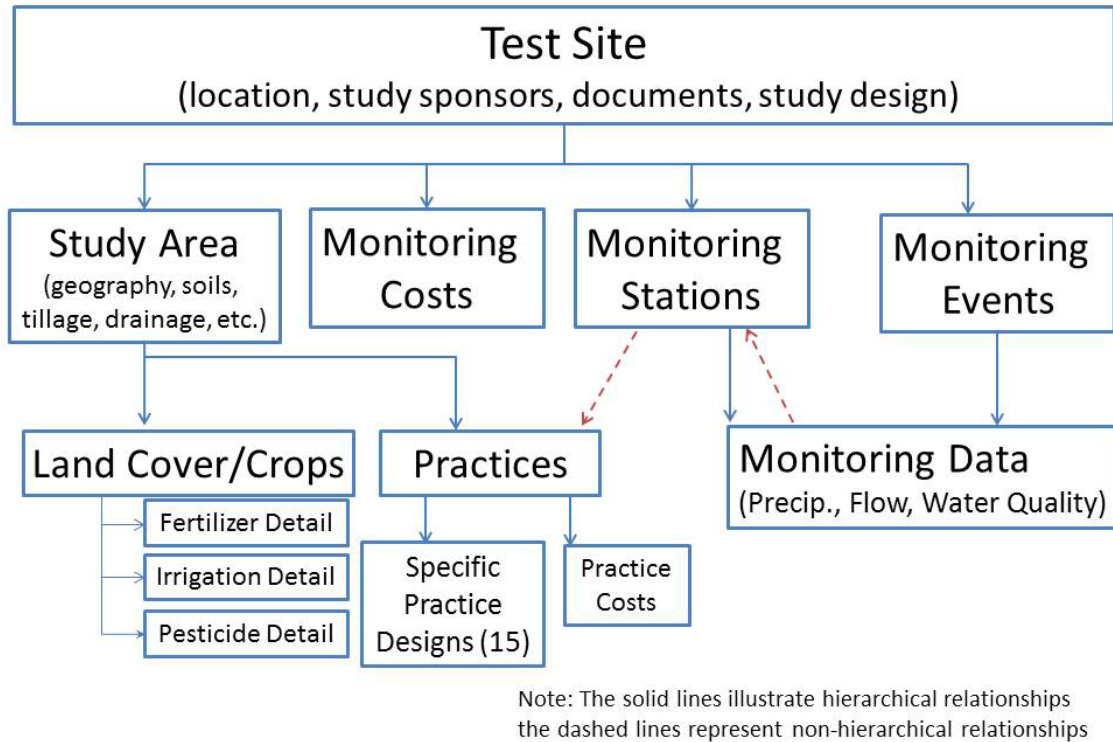 Test Site
(location, study sponsors, documents, study design)
Study Area
(geography, soils,
tillage, drainage, etc.)
Monitoring
Costs
Monitoring
Stations
Monitoring
Events
Land Cover/Crops
Fertilizer Detail
Irrigation Detail
Pesticide Detail
Practices
Specific
Practice
Designs (15)
Practice
Costs
Monitoring Data
(Precip., Flow, Water Quality)
Note: The solid lines illustrate hierarchical relationships
the dashed lines represent non-hierarchical relationships